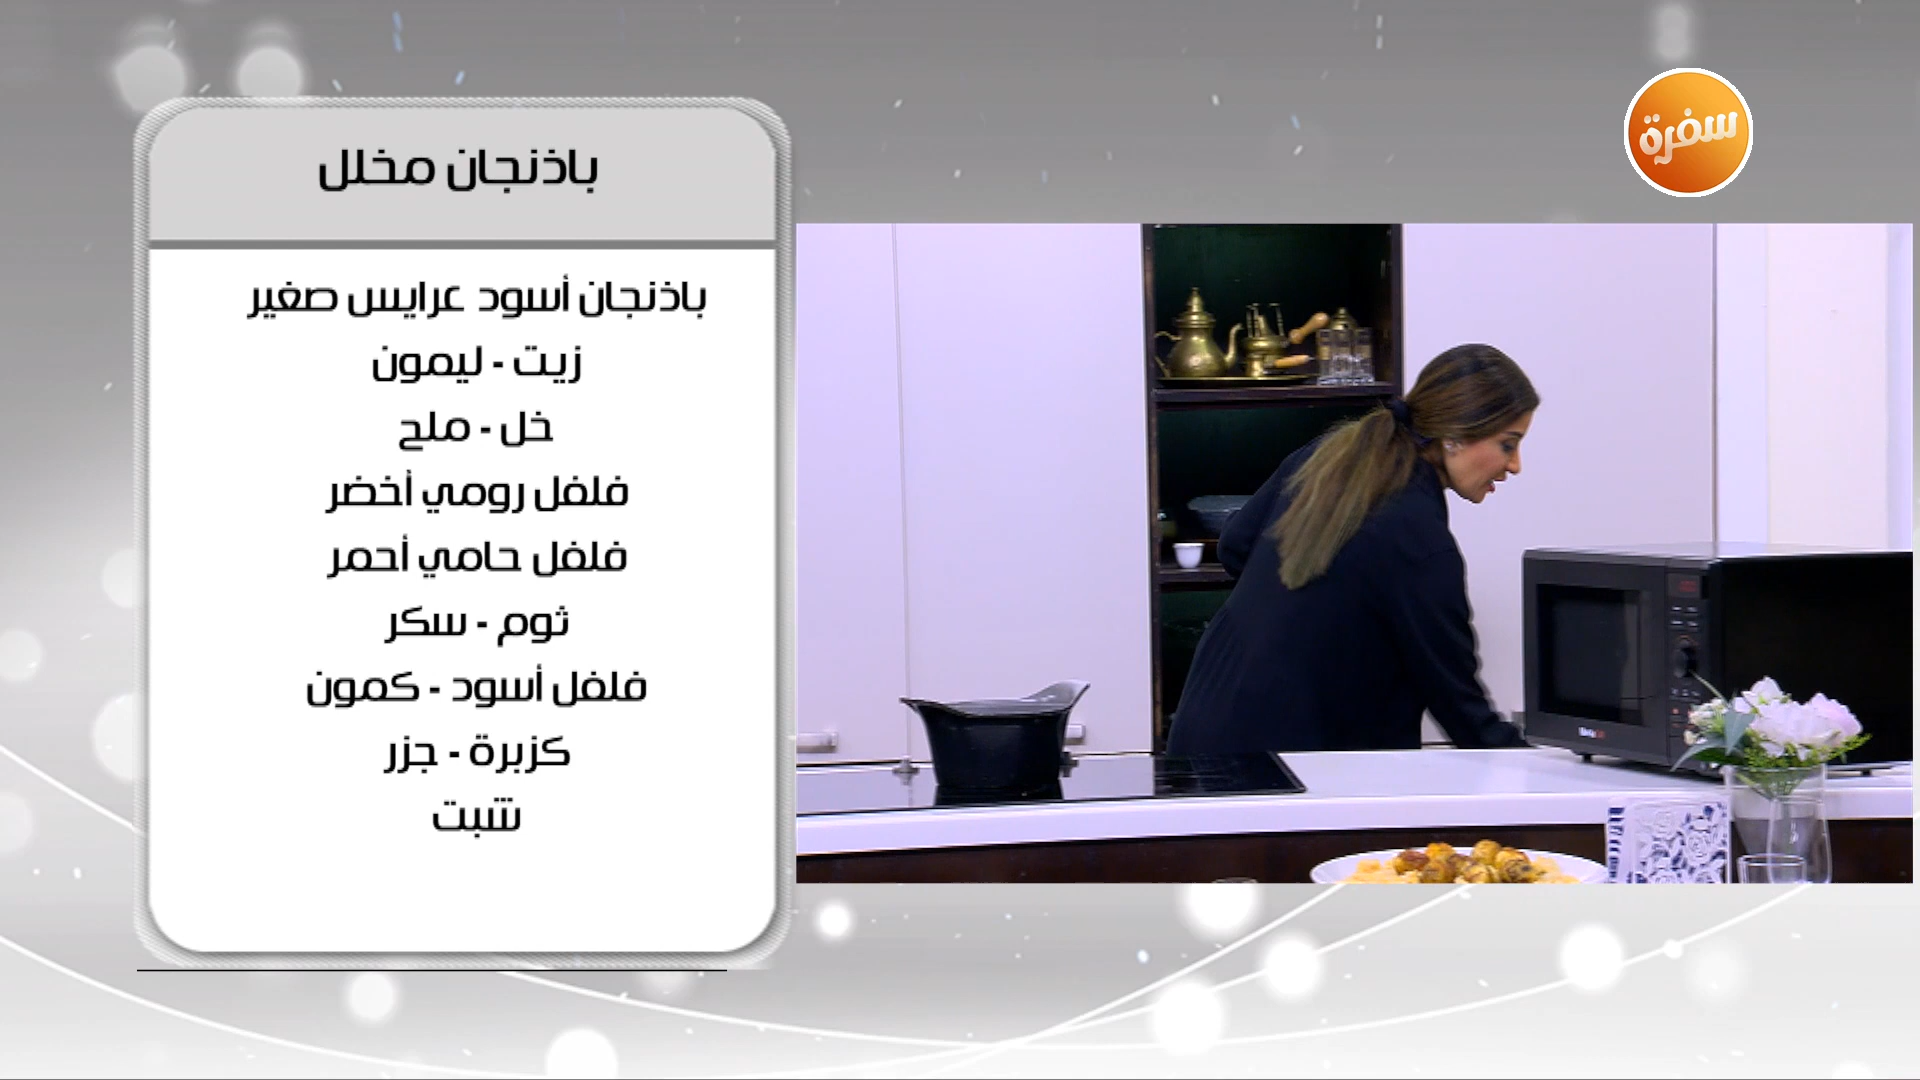 سفرة
باذنجان مخلل
باذنجان أسود عرايس صغير
زيت - ليمون
خل - ملح
فلفل رومي أخضر
فلفل حامي أحمر
ثوم - سكر
فلفل أسود - كمون
كزبرة - جزر
شبت